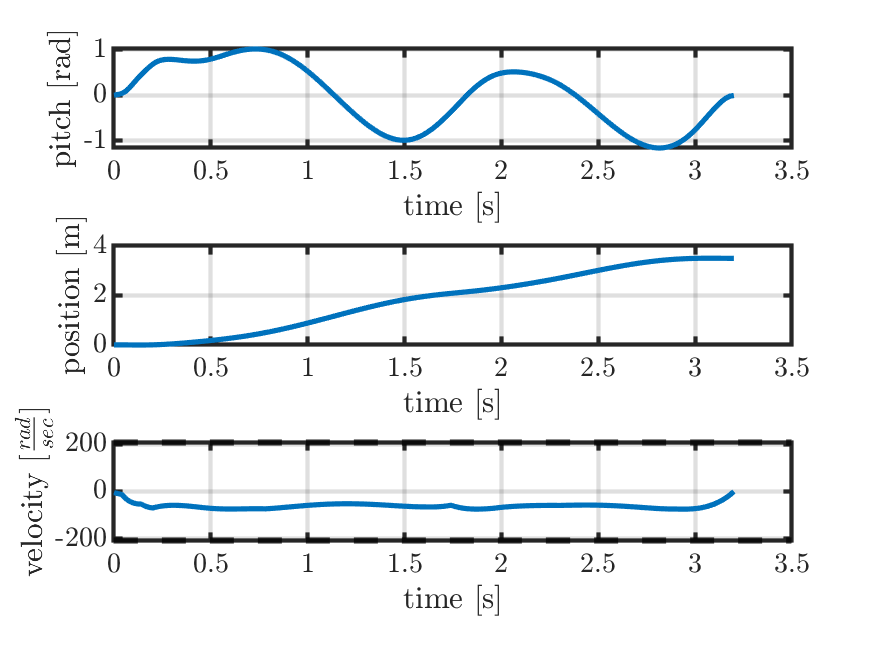 pitch [rad]
1
0
-1
0 0.5 1 1.5 2 2.5 3 3.5
time [s]
position [m]
4
2
0
0 0.5 1 1.5 2 2.5 3 3.5
time [s]
velocity [rad/sec]
200
0
-200
0 0.5 1 1.5 2 2.5 3 3.5
time [s]